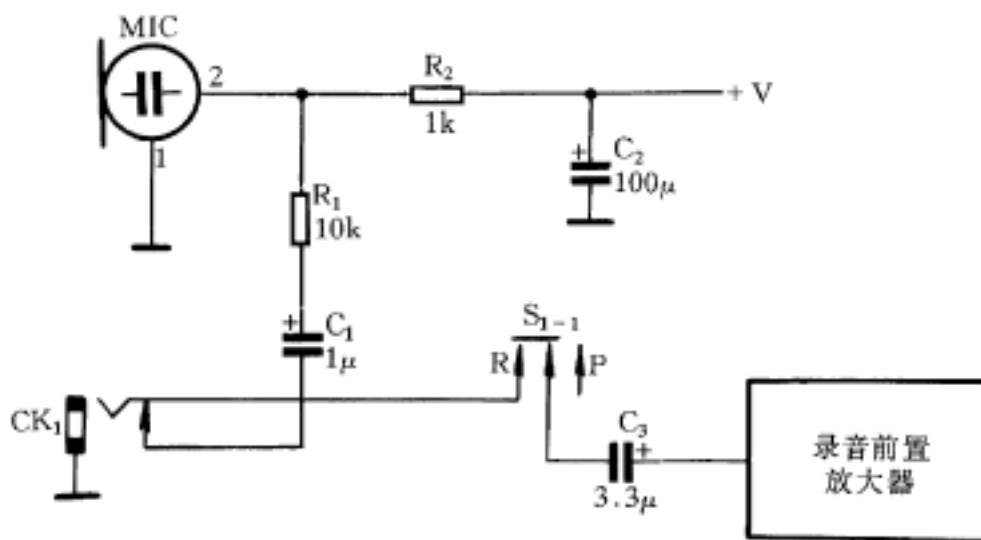 MIC
2
1
R₂
1k
+ V
+
C₂
100μ
R₁
10k
+
C₁
1μ
S₁₋₁
R
P
CK₁
C₃
+
3.3μ
录音前置
放大器